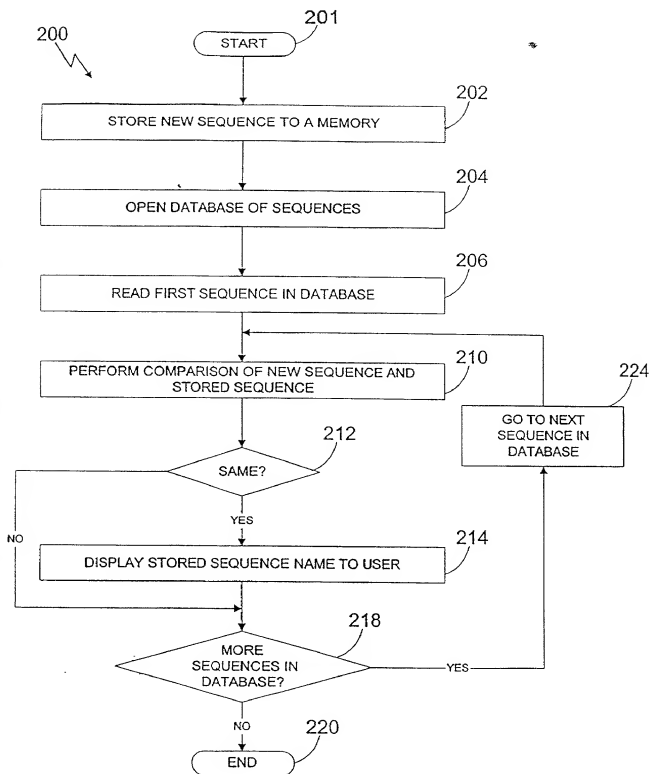 201
200
START
202
STORE NEW SEQUENCE TO A MEMORY
204
OPEN DATABASE OF SEQUENCES
206
READ FIRST SEQUENCE IN DATABASE
210
PERFORM COMPARISON OF NEW SEQUENCE AND
STORED SEQUENCE
224
GO TO NEXT
SEQUENCE IN
DATABASE
212
SAME?
YES
NO
214
DISPLAY STORED SEQUENCE NAME TO USER
218
MORE
SEQUENCES IN
DATABASE?
YES
NO
220
END